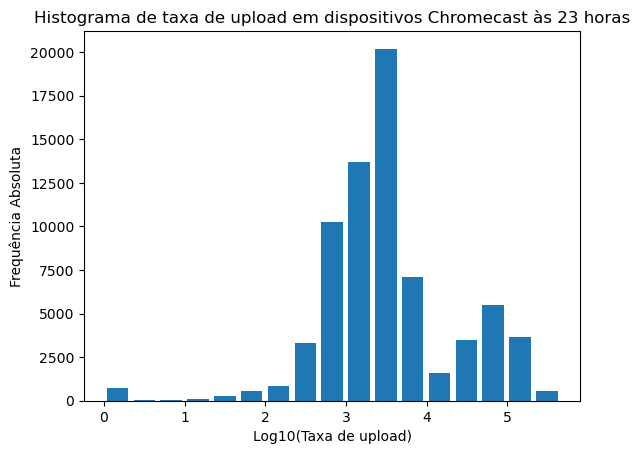 Histograma de taxa de upload em dispositivos Chromecast às 23 horas
20000
17500
15000
12500
10000
7500
5000
2500
0
Frequência Absoluta
0 1 2 3 4 5
Log10(Taxa de upload)